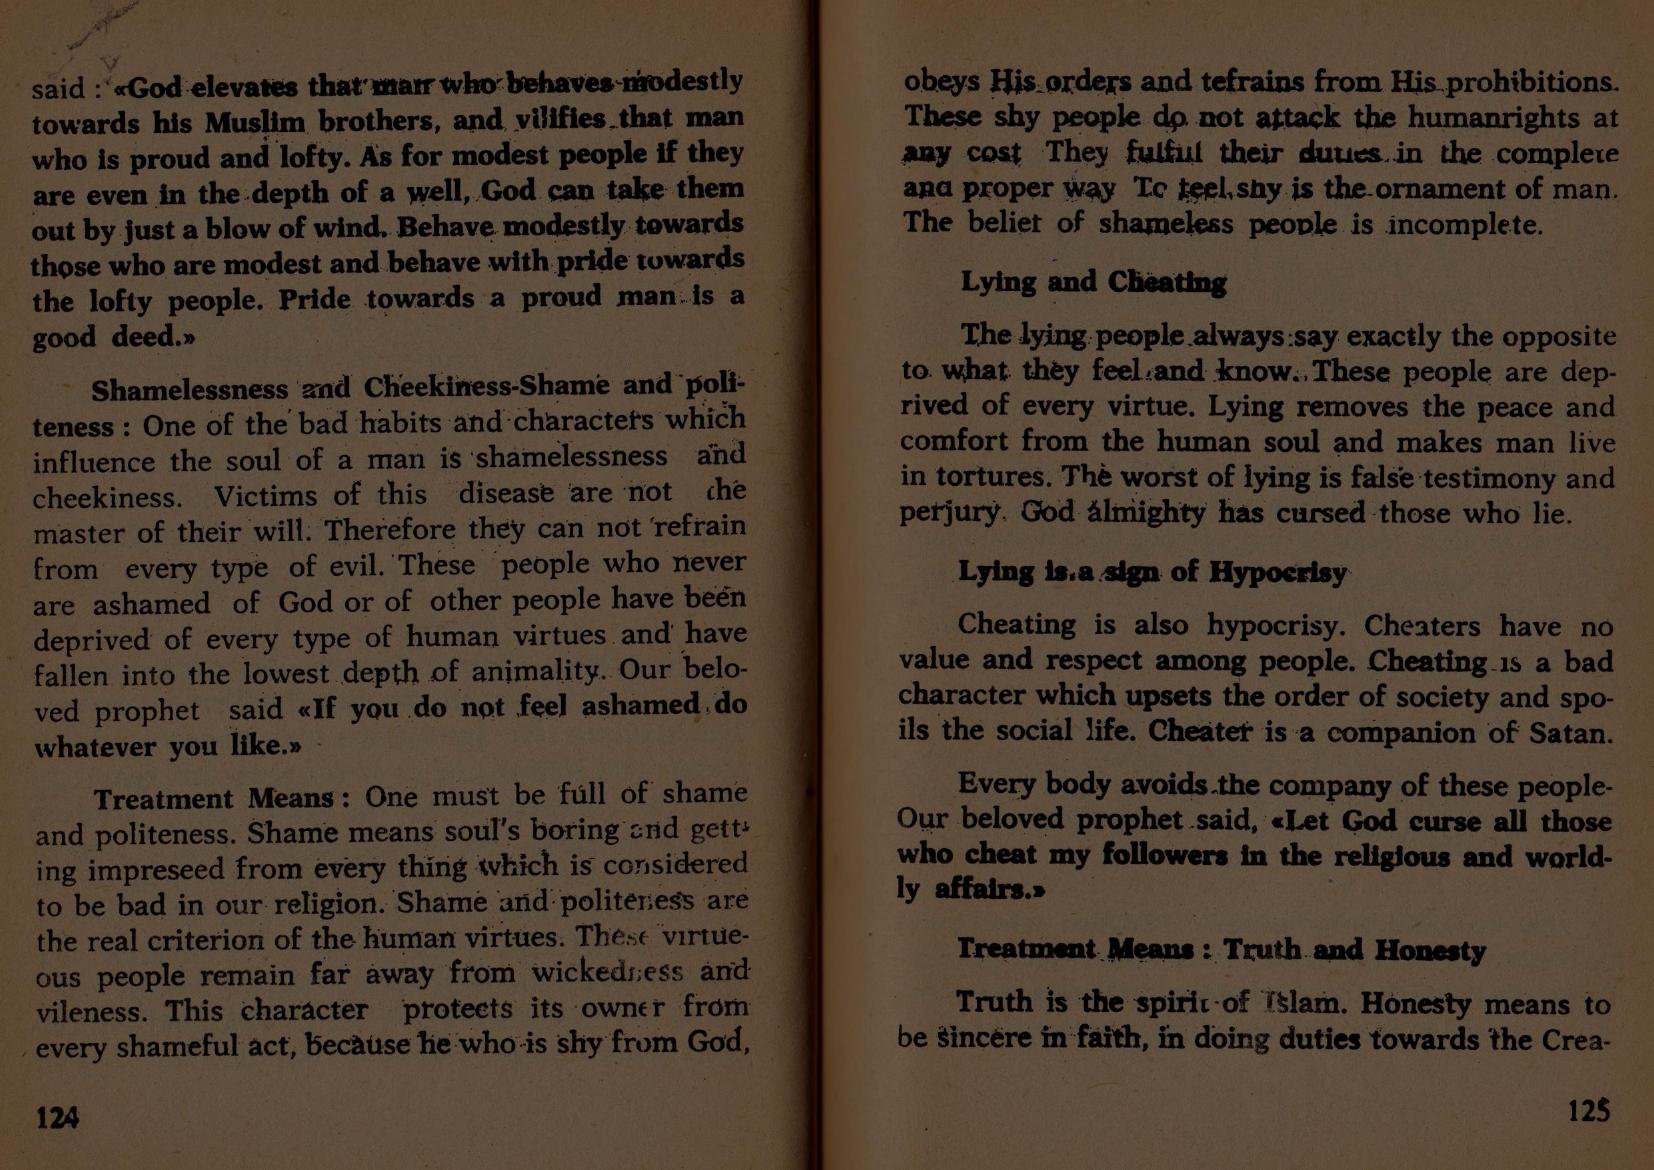 said : «God elevates that man who behaves modestly
towards his Muslim brothers, and vilifies that man
who is proud and lofty. As for modest people if they
are even in the depth of a well, God can take them
out by just a blow of wind. Behave modestly towards
those who are modest and behave with pride towards
the lofty people. Pride towards a proud man is a
good deed.»
Shamelessness and Cheekiness-Shame and poli-
teness : One of the bad habits and characters which
influence the soul of a man is shamelessness and
cheekiness. Victims of this disease are not the
master of their will. Therefore they can not refrain
from every type of evil. These people who never
are ashamed of God or of other people have been
deprived of every type of human virtues and have
fallen into the lowest depth of animality. Our belo-
ved prophet said «If you do not feel ashamed do
whatever you like.»
Treatment Means : One must be full of shame
and politeness. Shame means soul's boring and gett-
ing impreseed from every thing which is considered
to be bad in our religion. Shame and politeness are
the real criterion of the human virtues. These virtue-
ous people remain far away from wickedness and
vileness. This character protects its owner from
every shameful act, because he who is shy from God,
124
obeys His orders and tefrains from His prohibitions.
These shy people do not attack the humanrights at
any cost They fulful their duties in the complete
and proper way To feel shy is the ornament of man.
The belief of shameless people is incomplete.
Lying and Cheating
The lying people always say exactly the opposite
to what they feel and know. These people are dep-
rived of every virtue. Lying removes the peace and
comfort from the human soul and makes man live
in tortures. The worst of lying is false testimony and
perjury. God almighty has cursed those who lie.
Lying is a sign of Hypocrisy
Cheating is also hypocrisy. Cheaters have no
value and respect among people. Cheating is a bad
character which upsets the order of society and spo-
ils the social life. Cheater is a companion of Satan.
Every body avoids the company of these people-
Our beloved prophet said, «Let God curse all those
who cheat my followers in the religious and world-
ly affairs.»
Treatment Means : Truth and Honesty
Truth is the spirit of Islam. Honesty means to
be sincere in faith, in doing duties towards the Crea-
125